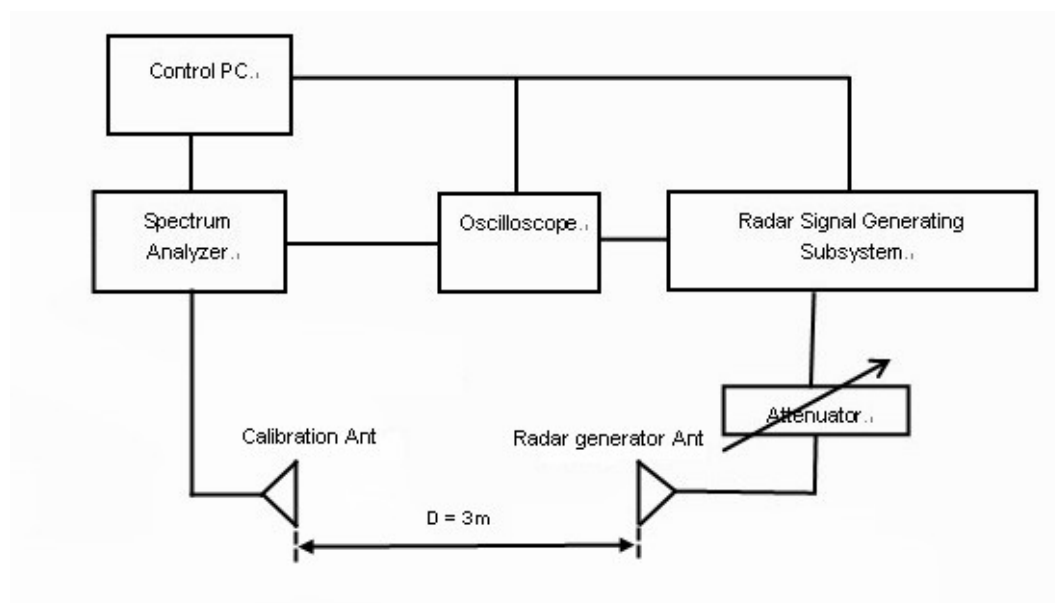 Control PC.
Spectrum
Analyzer.
Oscilloscope.
Radar Signal Generating
Subsystem.
Attenuator.
Calibration Ant
Radar generator Ant
D = 3m